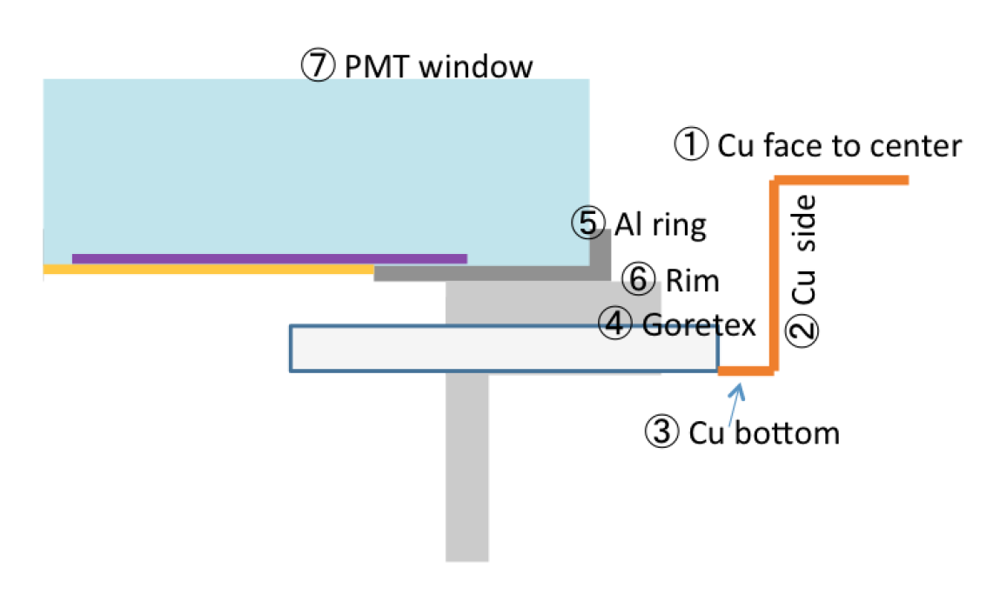 ⑦ PMT window
① Cu face to center
② Cu side
⑤ Al ring
⑥ Rim
④ Goretex
③ Cu bottom